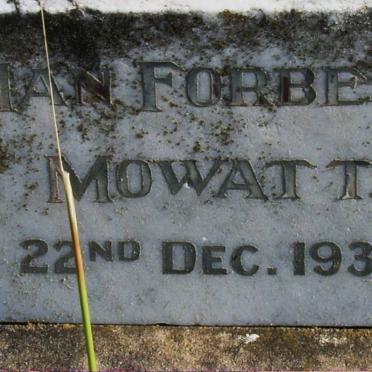 IAN FORBE
MOWATT.
22ND DEC. 193